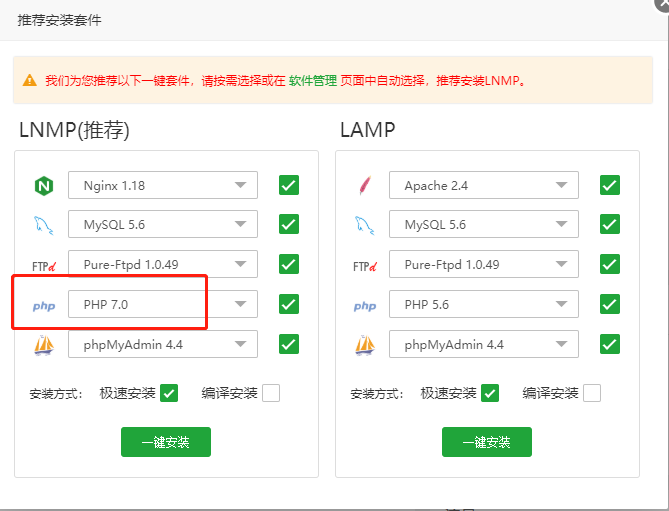 推荐安装套件
我们为您推荐以下一键套件，请按需选择或在 软件管理 页面中自动选择，推荐安装LNMP。
LNMP(推荐)
Nginx 1.18
MySQL 5.6
FTPd Pure-Ftpd 1.0.49
php PHP 7.0
phpMyAdmin 4.4
安装方式： 极速安装 编译安装
一键安装
LAMP
Apache 2.4
MySQL 5.6
FTPd Pure-Ftpd 1.0.49
php PHP 5.6
phpMyAdmin 4.4
安装方式： 极速安装 编译安装
一键安装